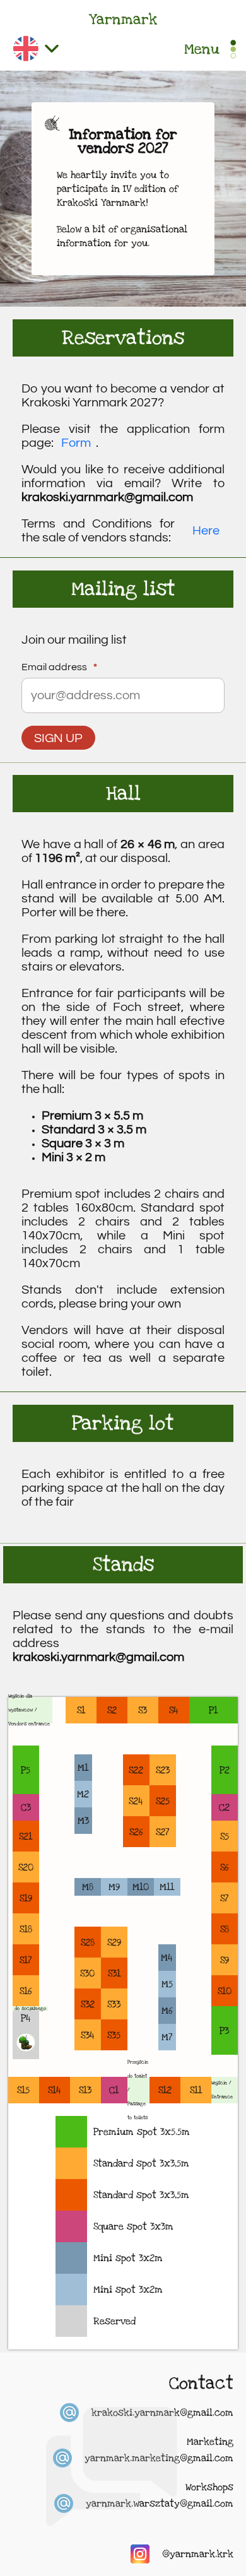 Yarnmark
Menu
Information for
vendors 2027
We heartily invite you to
participate in IV edition of
Krakoski Yarnmark!
Below a bit of organisational
information for you.
Reservations
Do you want to become a vendor at
Krakoski Yarnmark 2027?
Please visit the application form
page: Form .
Would you like to receive additional
information via email? Write to
krakoski.yarnmark@gmail.com
Terms and Conditions for
the sale of vendors stands:
Here
Mailing list
Join our mailing list
Email address *
your@address.com
SIGN UP
Hall
We have a hall of 26 × 46 m, an area
of 1196 m², at our disposal.
Hall entrance in order to prepare the
stand will be available at 5.00 AM.
Porter will be there.
From parking lot straight to the hall
leads a ramp, without need to use
stairs or elevators.
Entrance for fair participants will be
on the side of Foch street, where
they will enter the main hall efective
descent from which whole exhibition
hall will be visible.
There will be four types of spots in
the hall:
• Premium 3 × 5.5 m
• Standard 3 × 3.5 m
• Square 3 × 3 m
• Mini 3 × 2 m
Premium spot includes 2 chairs and
2 tables 160x80cm. Standard spot
includes 2 chairs and 2 tables
140x70cm, while a Mini spot
includes 2 chairs and 1 table
140x70cm
Stands don't include extension
cords, please bring your own
Vendors will have at their disposal
social room, where you can have a
coffee or tea as well a separate
toilet.
Parking lot
Each exhibitor is entitled to a free
parking space at the hall on the day
of the fair
Stands
Please send any questions and doubts
related to the stands to the e-mail
address
krakoski.yarnmark@gmail.com
Wejście dla
wystawców /
Vendors entrance
S1 S2 S3 S4 P1
P5 M1 S22 S23 P2
M2
C3 S24 S25 C2
M3
S21 S26 S27 S5
S20 S6
S19 M8 M9 M10 M11 S7
S18 S28 S29 S8
S17 M4 S9
S30 S31
S16 M5 S10
S32 S33 M6
P4 P3
S34 S35 M7
Przejście
do toalet
/
Passage
to toilets
S15 S14 S13 C1 S12 S11
Wejście /
Entrance
Premium spot 3x5.5m
Standard spot 3x3,5m
Standard spot 3x3,5m
Square spot 3x3m
Mini spot 3x2m
Mini spot 3x2m
Reserved
Contact
krakoski.yarnmark@gmail.com
Marketing
yarnmark.marketing@gmail.com
Workshops
yarnmark.warsztaty@gmail.com
@yarnmark.krk